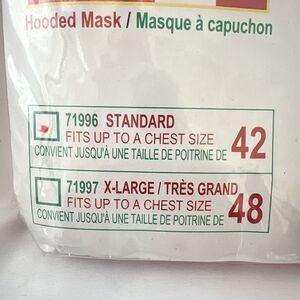 Hooded Mask / Masque à capuchon
71996 STANDARD
FITS UP TO A CHEST SIZE
CONVIENT JUSQU'À UNE TAILLE DE POITRINE DE 42
71997 X-LARGE / TRÈS GRAND
FITS UP TO A CHEST SIZE
CONVIENT JUSQU'À UNE TAILLE DE POITRINE DE 48